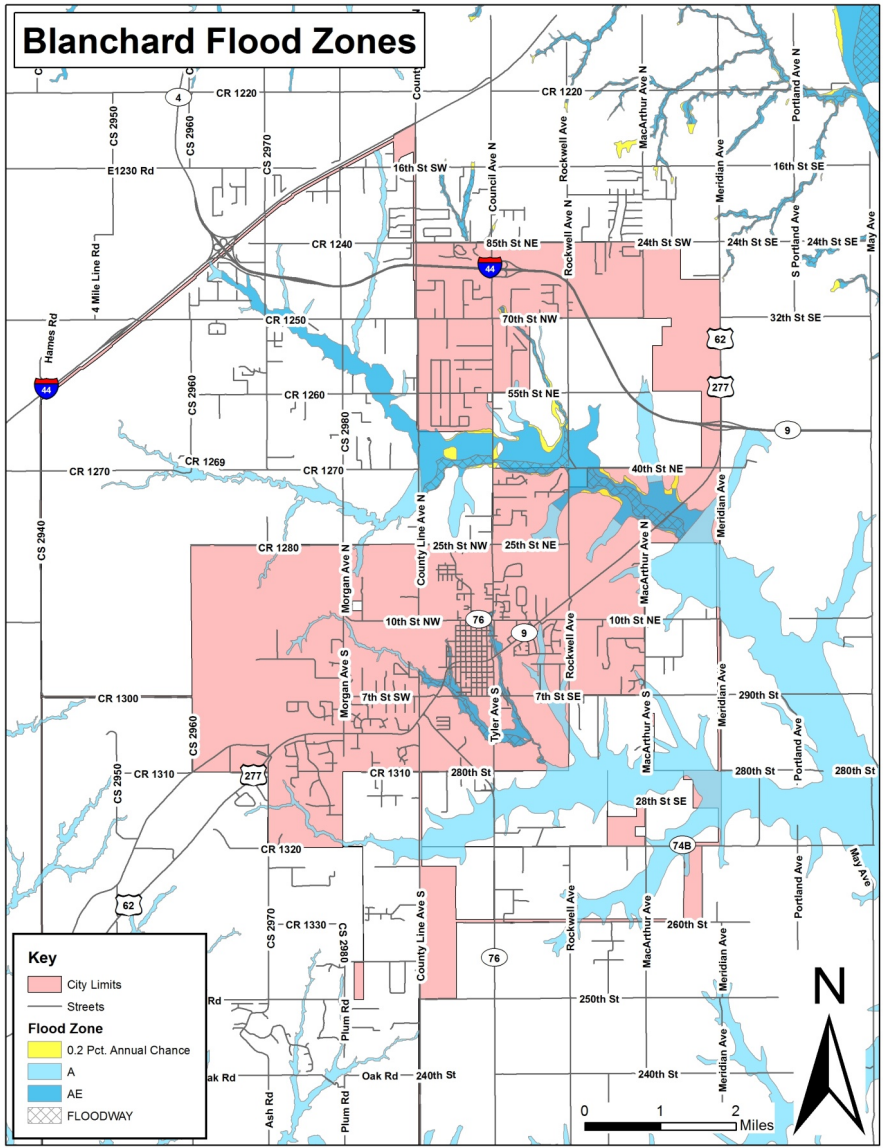 Blanchard Flood Zones
4
CR 1220
CR 1220
CS 2950
CS 2960
CS 2970
County
Council Ave N
Rockwell Ave
MacArthur Ave N
Portland Ave N
Meridian Ave
E1230 Rd
16th St SW
16th St SE
4 Mile Line Rd
CR 1240
85th St NE
Rockwell Ave N
24th St SW
24th St SE
S Portland Ave
24th St SE
May Ave
44
Hames Rd
CR 1250
70th St NW
32th St SE
62
277
44
CS 2960
CR 1260
CS 2980
55th St NE
9
CR 1270
CS 1269
CR 1270
40th St NE
Meridian Ave
CS 2940
County Line Ave N
MacArthur Ave N
CR 1280
25th St NW
25th St NE
Morgan Ave N
10th St NW
76
9
10th St NE
Rockwell Ave
Morgan Ave S
7th St SW
Tyler Ave S
7th St SE
Meridian Ave
290th St
CR 1300
CS 2960
MacArthur Ave S
Portland Ave
CS 2950
CR 1310
277
CR 1310
280th St
280th St
280th St
28th St SE
74B
CR 1320
May Ave
62
CS 2970
CR 1330
CS 2980
County Line Ave S
Rockwell Ave
MacArthur Ave
260th St
Portland Ave
Meridian Ave
76
Rd
Plum Rd
250th St
Meridian Ave
ak Rd
Oak Rd
240th St
240th St
Ash Rd
Plum Rd
Key
City Limits
Streets
Flood Zone
0.2 Pct. Annual Chance
A
AE
FLOODWAY
N
0 1 2
Miles